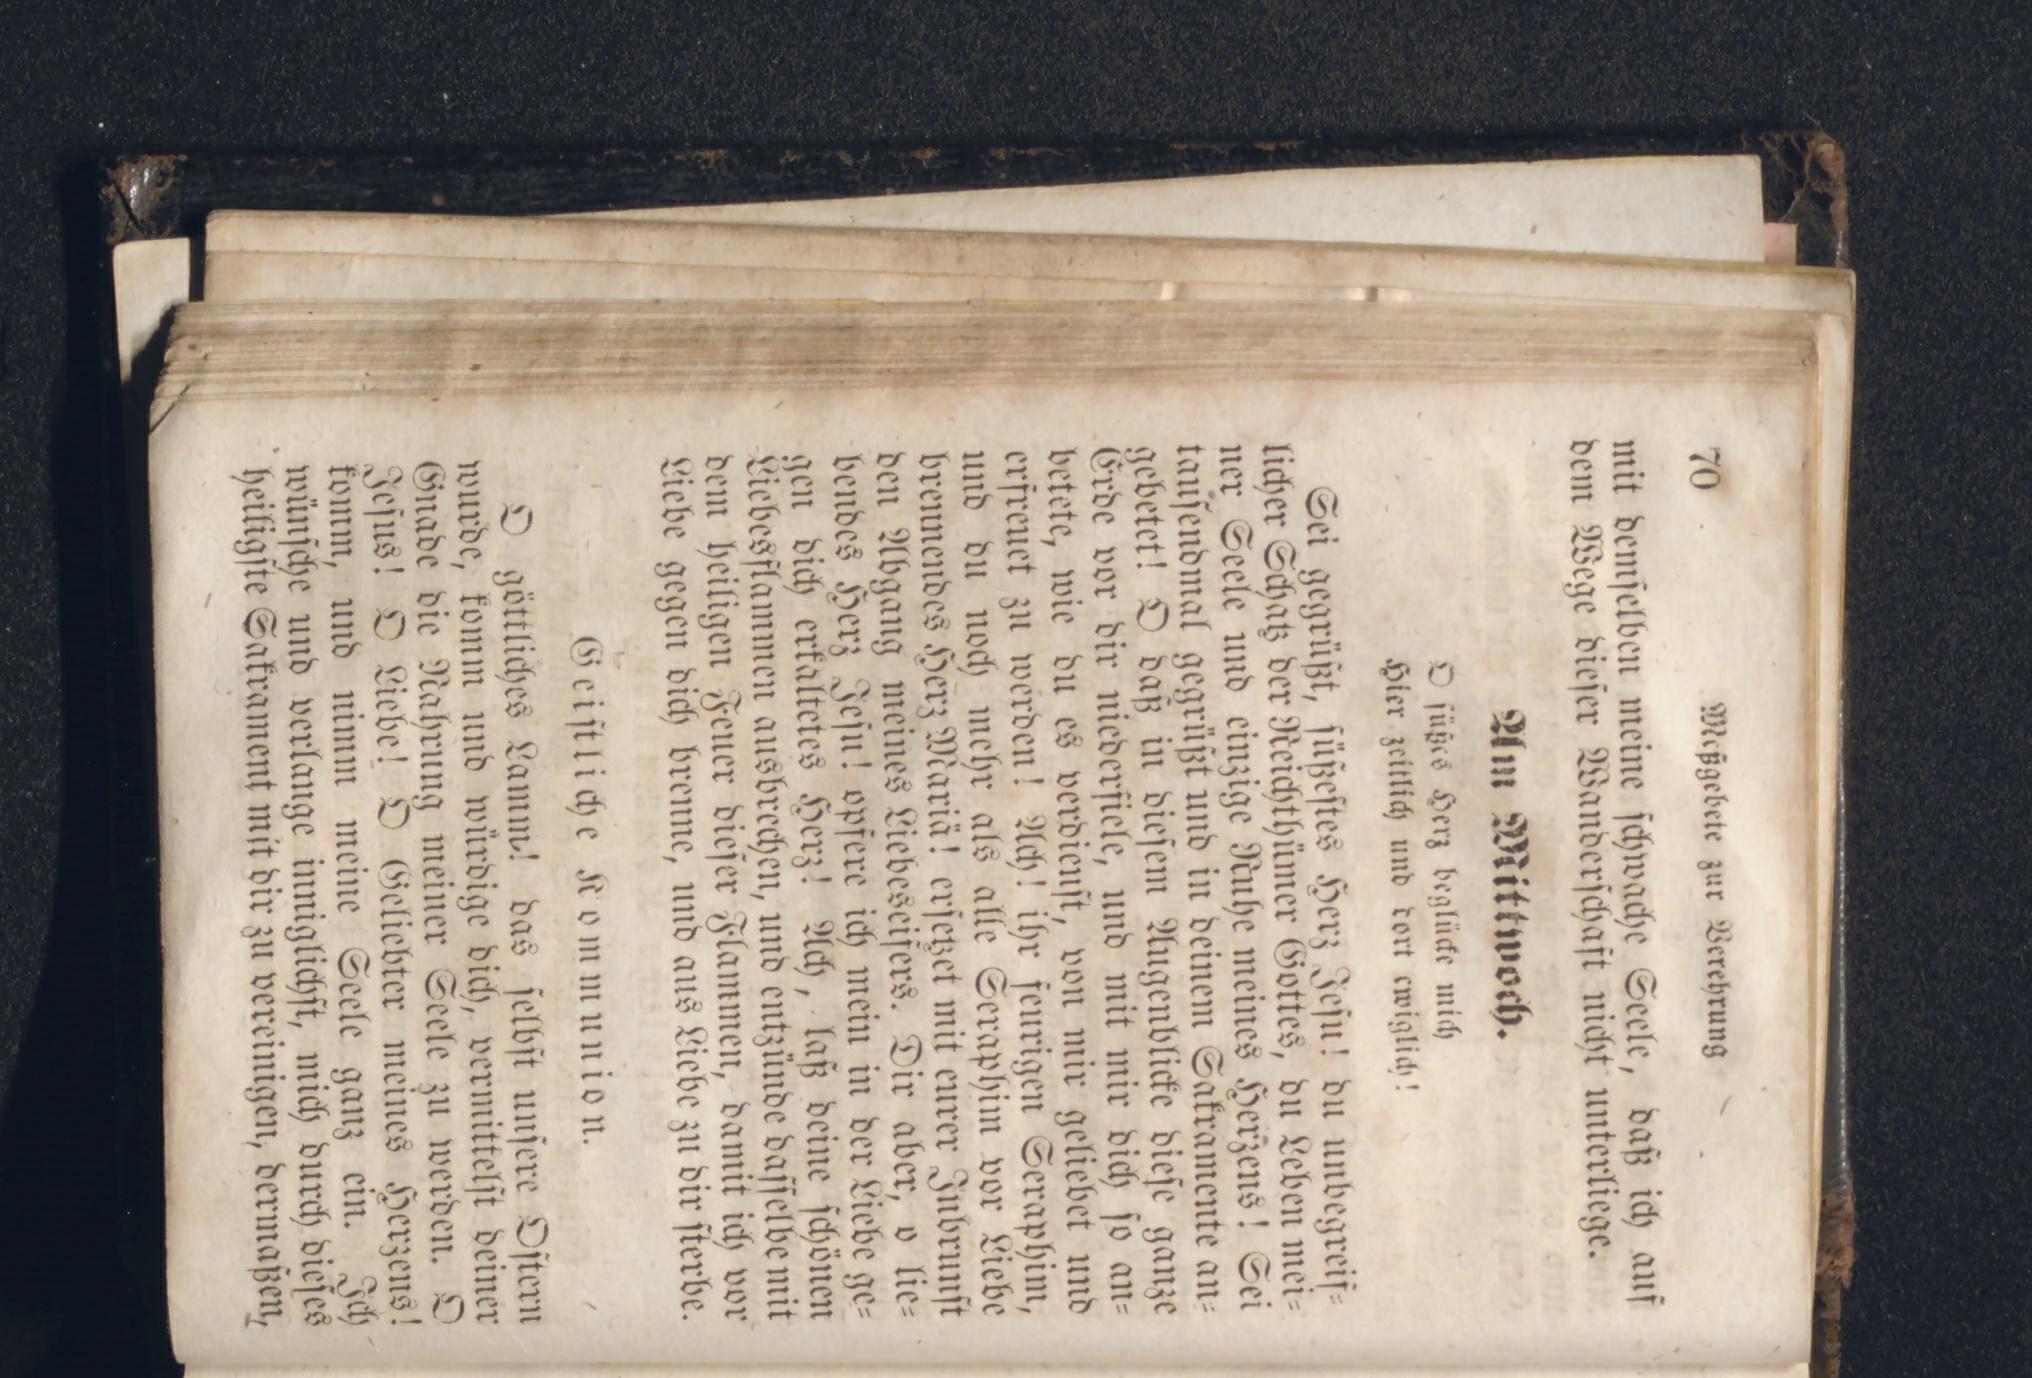 70 Meßgebete zur Verehrung
mit demselben meine schwache Seele, daß ich auf
dem Wege dieser Wanderschaft nicht unterliege.
Am Mittwoch.
O süßes Herz beglücke mich
Hier zeitlich und dort ewiglich!
Sei gegrüßt, süßestes Herz Jesu! du unbegreif-
licher Schatz der Reichthümer Gottes, du Leben mei-
ner Seele und einzige Ruhe meines Herzens! Sei
tausendmal gegrüßt und in deinem Sakramente an-
gebetet! O daß in diesem Augenblicke diese ganze
Erde vor dir niederfiele, und mit mir dich so an-
betete, wie du es verdienst, von mir geliebet und
erfreuet zu werden! Ach! ihr feurigen Seraphim,
und du noch mehr als alle Seraphim vor Liebe
brennendes Herz Mariä! ersetzet mit eurer Inbrunst
den Abgang meines Liebeseifers. Dir aber, o lie-
bendes Herz Jesu! opfere ich mein in der Liebe ge-
gen dich erkaltetes Herz! Ach, laß deine schönen
Liebesflammen ausbrechen, und entzünde dasselbe mit
dem heiligen Feuer dieser Flammen, damit ich vor
Liebe gegen dich brenne, und aus Liebe zu dir sterbe.
Geistliche Kommunion.
O göttliches Lamm! das selbst unsere Ostern
wurde, komm und würdige dich, vermittelst deiner
Gnade die Nahrung meiner Seele zu werden. O
Jesus! O Liebe! O Geliebter meines Herzens!
komm, und nimm meine Seele ganz ein. Ich
wünsche und verlange inniglichst, mich durch dieses
heiligste Sakrament mit dir zu vereinigen, dermaßen,